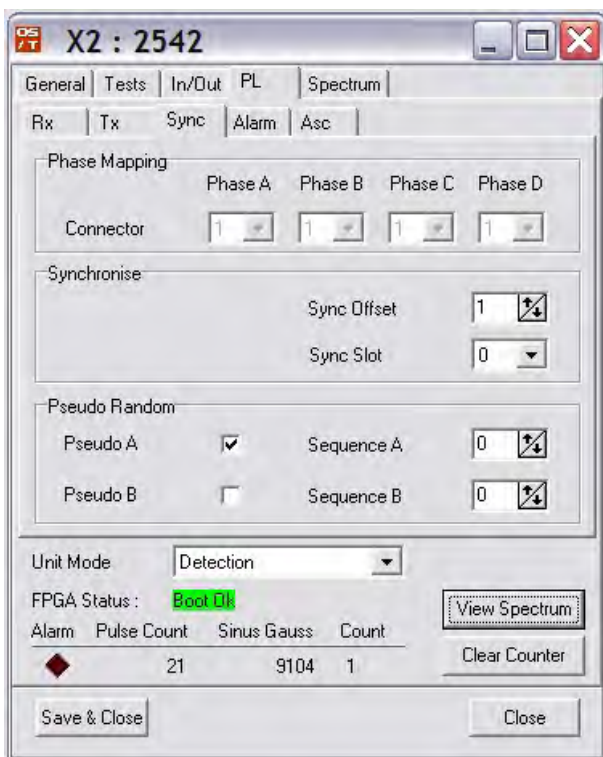 OS
/T
X2 : 2542
General Tests In/Out PL Spectrum
Rx Tx Sync Alarm Asc
Phase Mapping
Phase A Phase B Phase C Phase D
Connector 1 1 1 1
Synchronise
Sync Offset 1
Sync Slot 0
Pseudo Random
Pseudo A Sequence A 0
Pseudo B Sequence B 0
Unit Mode Detection
FPGA Status : Boot Ok
View Spectrum
Alarm Pulse Count Sinus Gauss Count
21 9104 1
Clear Counter
Save & Close Close